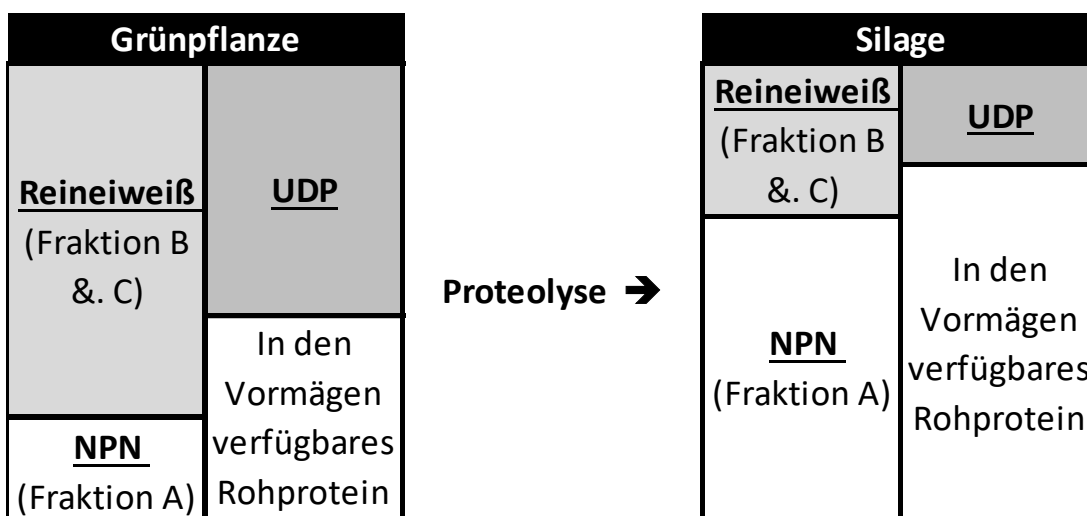 Grünpflanze
Reineiweiß
(Fraktion B
&. C)
NPN
(Fraktion A)
UDP
In den
Vormägen
verfügbares
Rohprotein
Proteolyse ➔
Silage
Reineiweiß
(Fraktion B
&. C)
NPN
(Fraktion A)
UDP
In den
Vormägen
verfügbares
Rohprotein